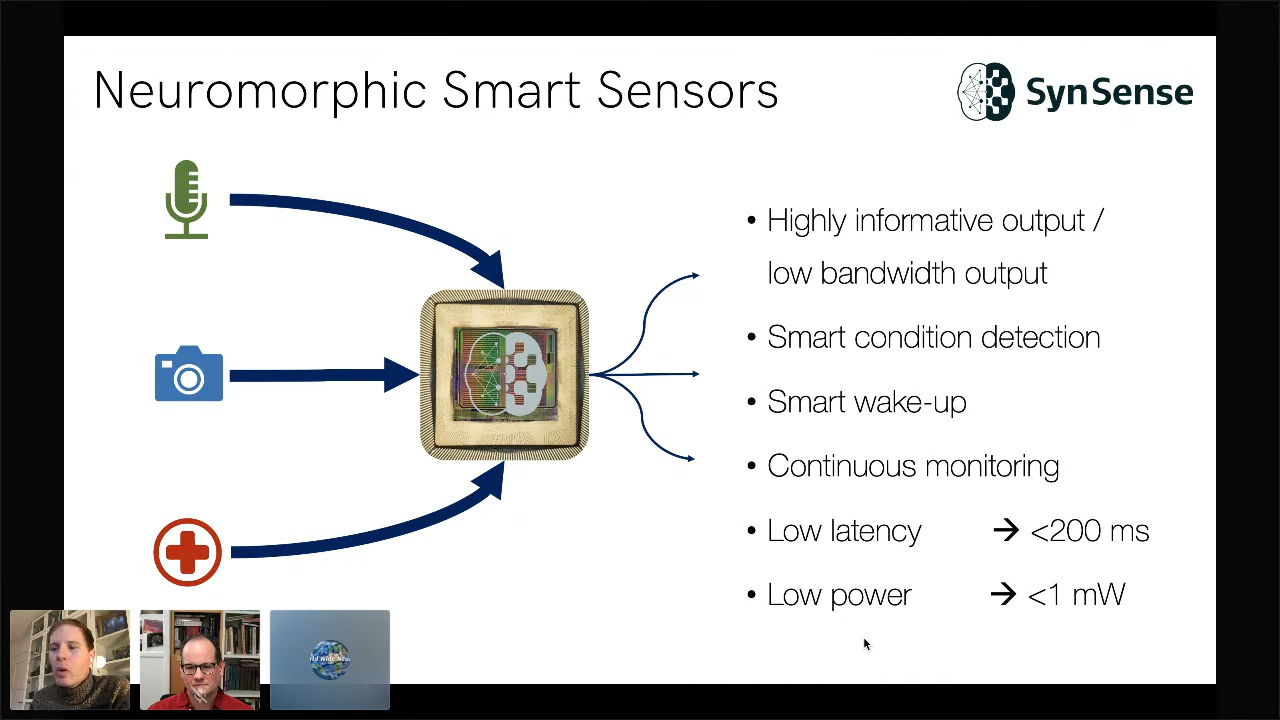 Neuromorphic Smart Sensors
SynSense
• Highly informative output /
low bandwidth output
• Smart condition detection
• Smart wake-up
• Continuous monitoring
• Low latency → <200 ms
• Low power → <1 mW